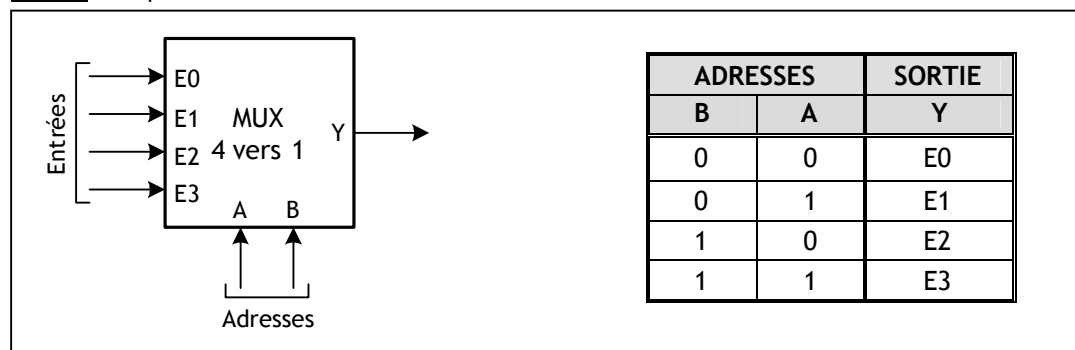 Entrées
E0
E1
E2
E3
MUX
4 vers 1
Y
A B
Adresses
ADRESSES SORTIE
B A Y
0 0 E0
0 1 E1
1 0 E2
1 1 E3